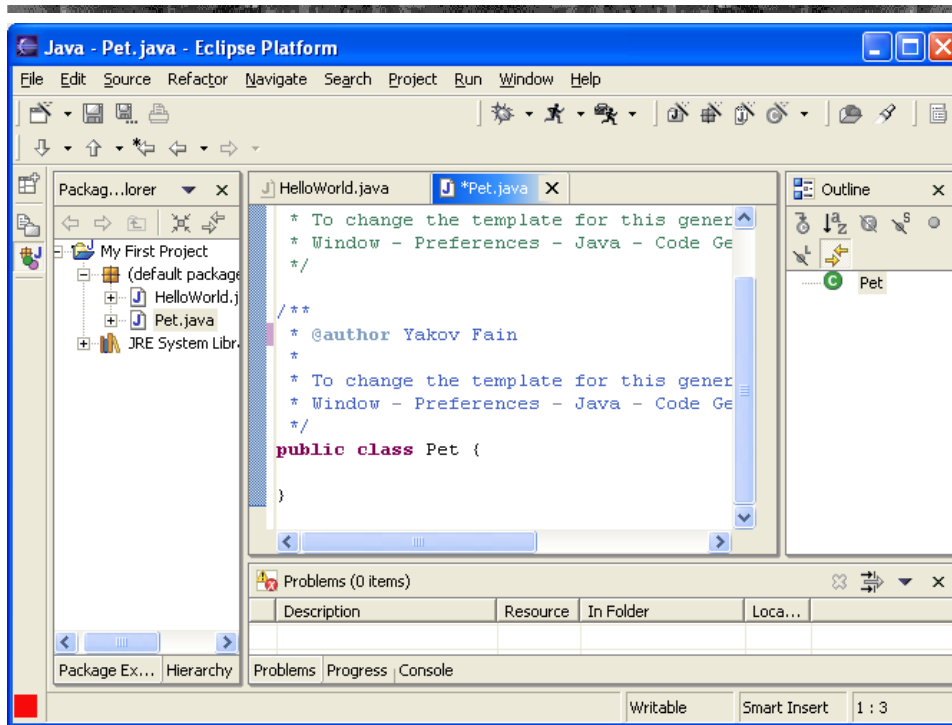 Java - Pet.java - Eclipse Platform
File Edit Source Refactor Navigate Search Project Run Window Help
Packag...lorer
HelloWorld.java
*Pet.java
Outline
* To change the template for this gener
* Window - Preferences - Java - Code Ge
*/
/**
* @author Yakov Fain
*
* To change the template for this gener
* Window - Preferences - Java - Code Ge
*/
public class Pet {
}
My First Project
(default package
HelloWorld.j
Pet.java
JRE System Libr
Pet
Problems (0 items)
Description Resource In Folder Loca...
Package Ex... Hierarchy
Problems Progress Console
Writable Smart Insert 1 : 3